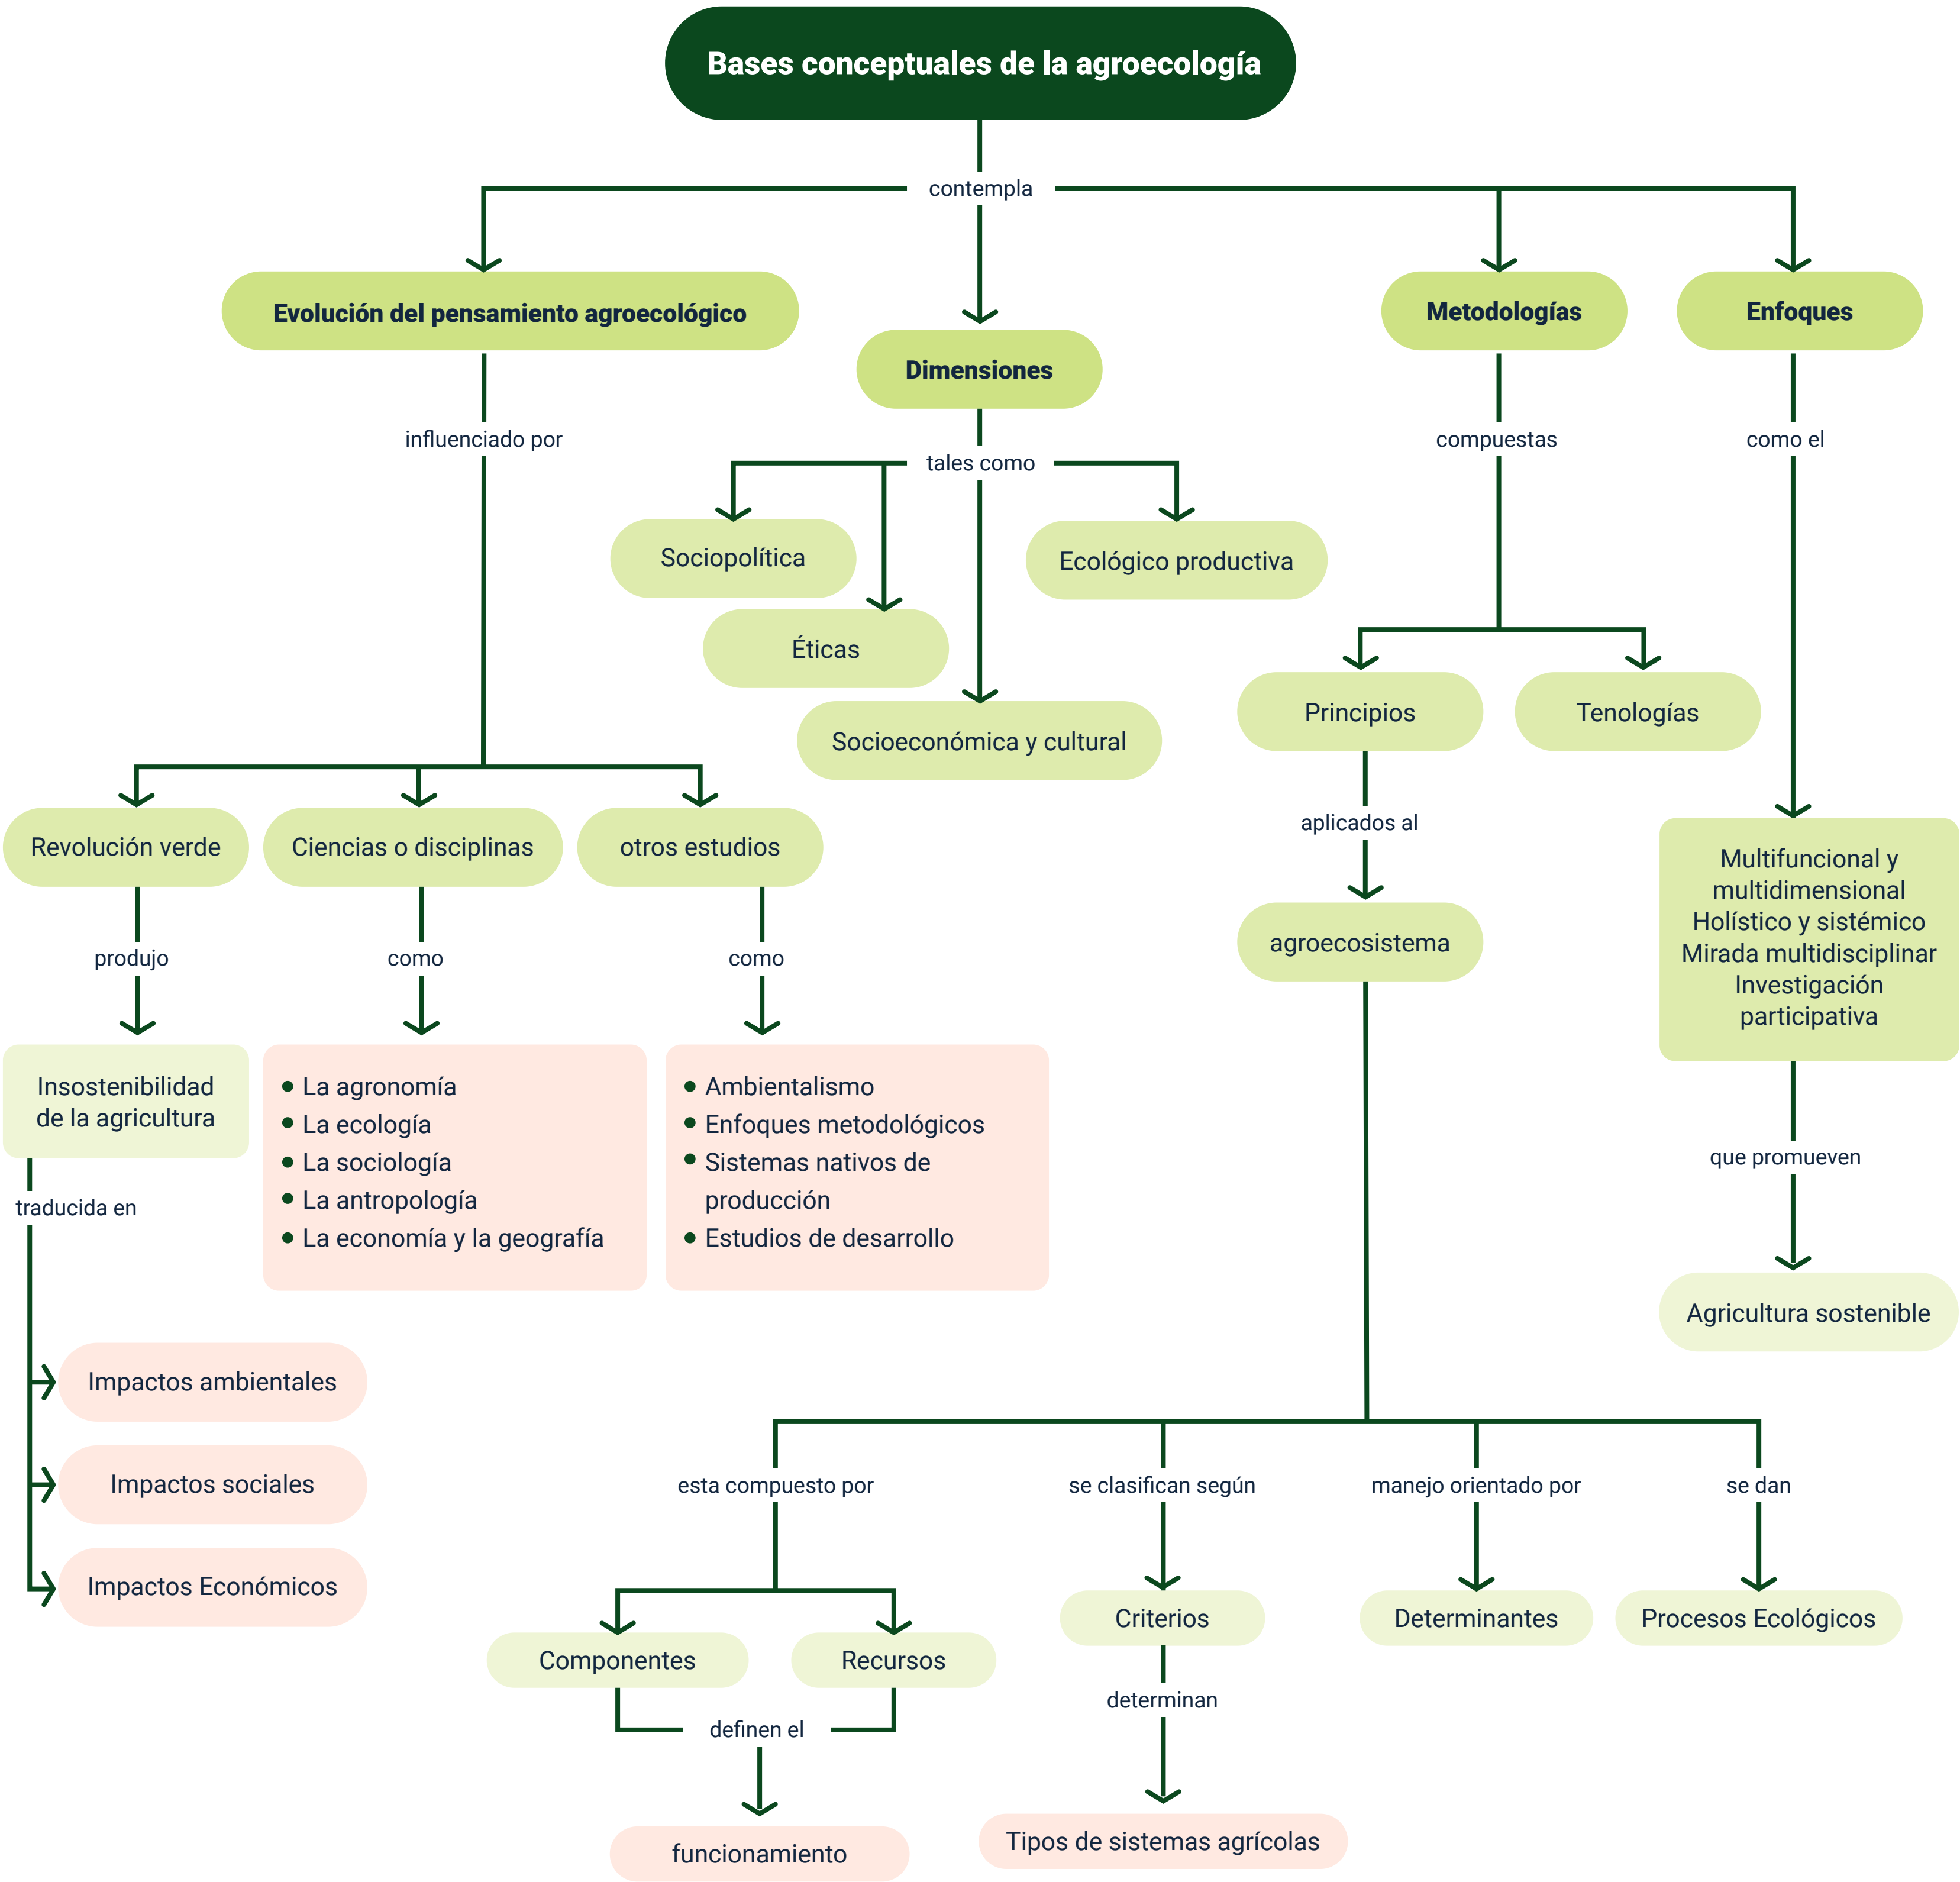 Bases conceptuales de la agroecología
contempla
Evolución del pensamiento agroecológico
Dimensiones
Metodologías
Enfoques
influenciado por
tales como
compuestas
como el
Sociopolítica
Ecológico productiva
Éticas
Socioeconómica y cultural
Principios
Tenologías
aplicados al
agroecosistema
Revolución verde
Ciencias o disciplinas
otros estudios
produjo
como
como
Multifuncional y
multidimensional
Holístico y sistémico
Mirada multidisciplinar
Investigación
participativa
Insostenibilidad
de la agricultura
La agronomía
La ecología
La sociología
La antropología
La economía y la geografía
Ambientalismo
Enfoques metodológicos
Sistemas nativos de
producción
Estudios de desarrollo
que promueven
Agricultura sostenible
traducida en
Impactos ambientales
Impactos sociales
Impactos Económicos
esta compuesto por
se clasifican según
manejo orientado por
se dan
Componentes
Recursos
Criterios
Determinantes
Procesos Ecológicos
definen el
determinan
funcionamiento
Tipos de sistemas agrícolas